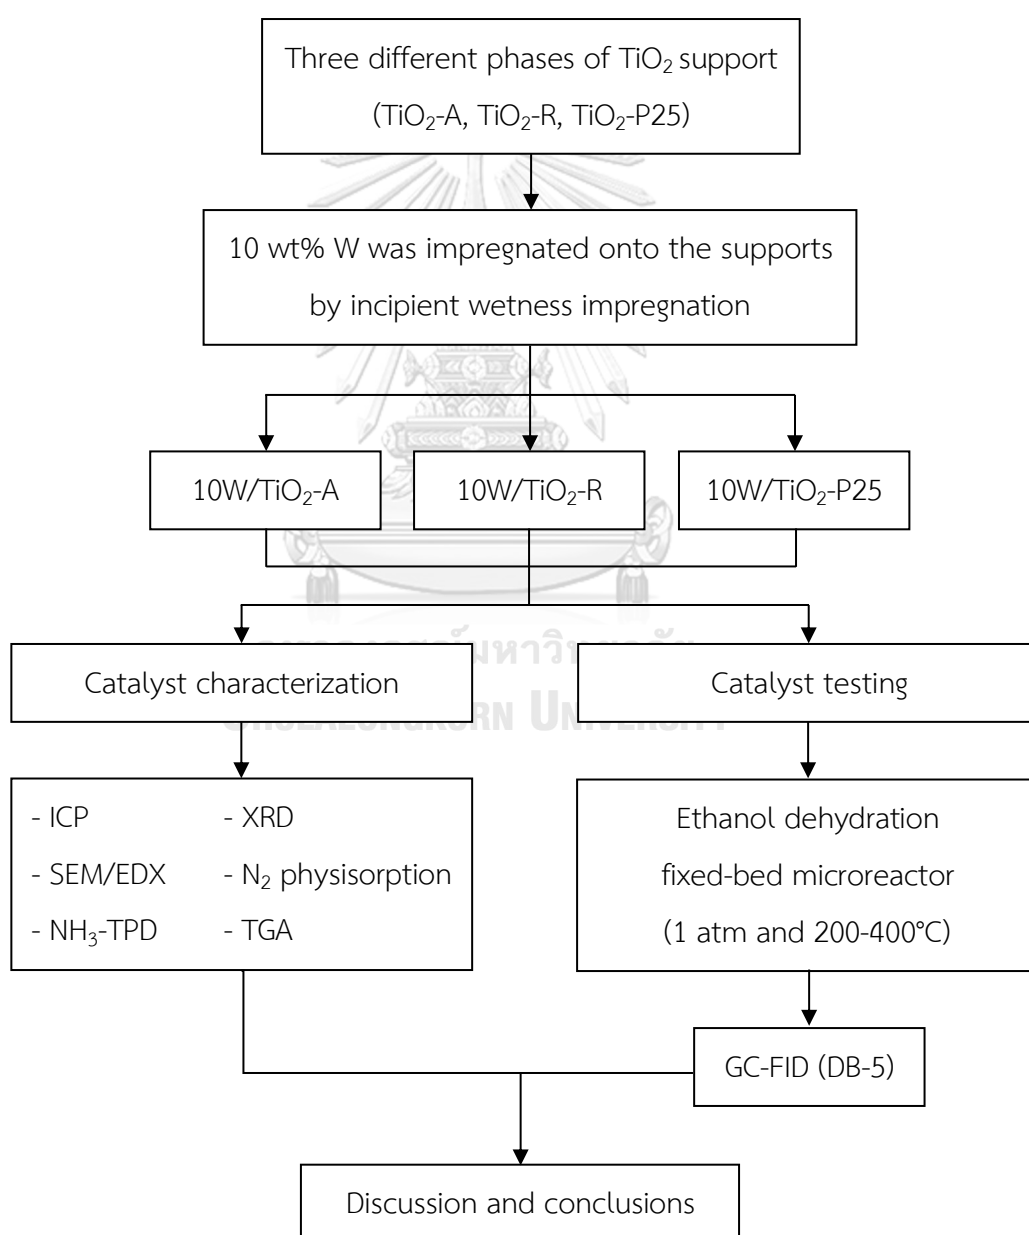 Three different phases of TiO₂ support
(TiO₂-A, TiO₂-R, TiO₂-P25)
10 wt% W was impregnated onto the supports
by incipient wetness impregnation
10W/TiO₂-A
10W/TiO₂-R
10W/TiO₂-P25
Catalyst characterization
Catalyst testing
- ICP - XRD
- SEM/EDX - N₂ physisorption
- NH₃-TPD - TGA
Ethanol dehydration
fixed-bed microreactor
(1 atm and 200-400°C)
GC-FID (DB-5)
Discussion and conclusions
UNIVERSITY